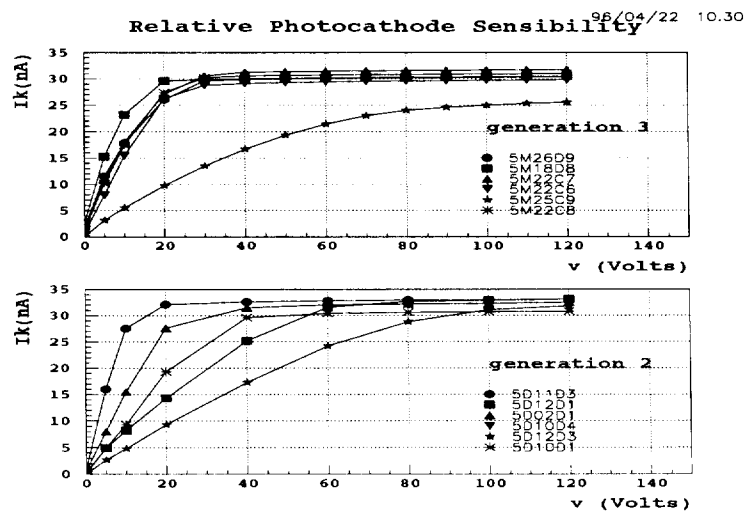 96/04/22 10.30
Relative Photocathode Sensibility
Ik(nA)
35
30
25
20
15
10
5
0
generation 3
5M26D9
5M18D8
5M22C7
5M22C6
5M25C9
5M22C8
0 20 40 60 80 100 120 140
v (Volts)
Ik(nA)
35
30
25
20
15
10
5
0
generation 2
5D11D3
5D12D1
5D02D1
5D10D4
5D12D3
5D10D1
0 20 40 60 80 100 120 140
v (Volts)